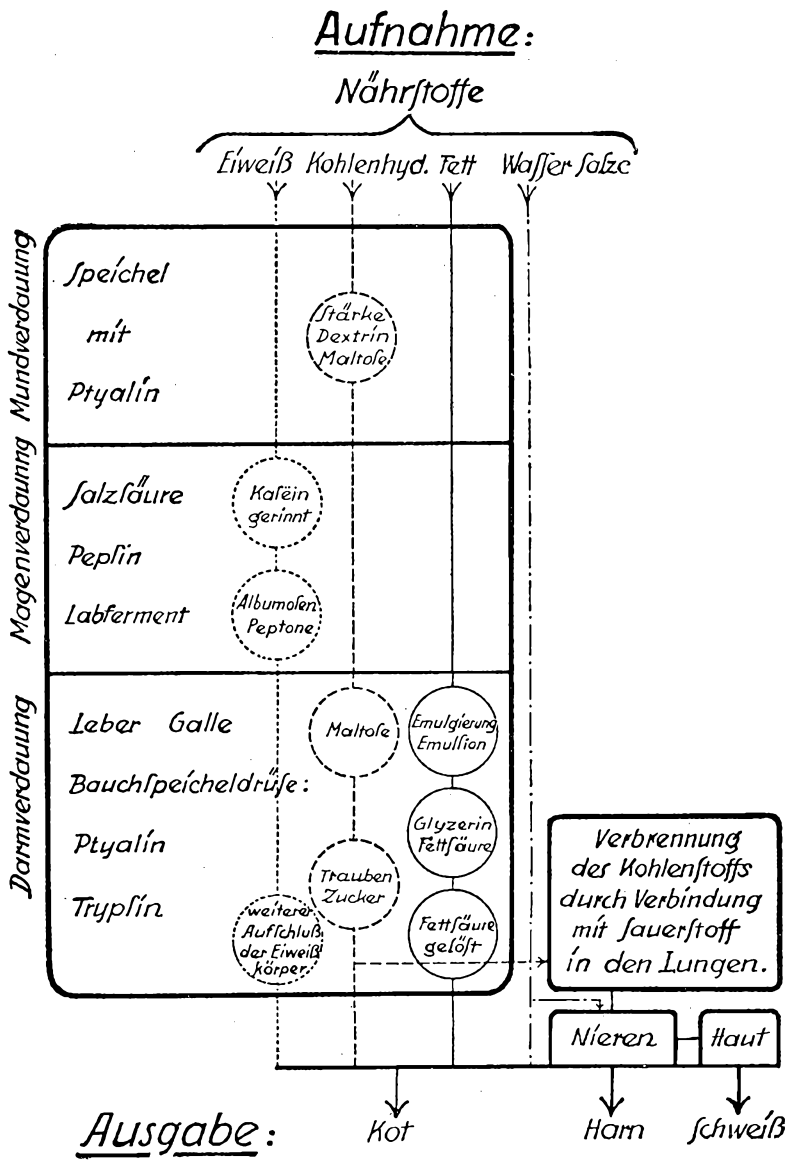 Aufnahme:
Nährſtoffe
Eiweiß Kohlenhyd. Fett Waſſer Salze
Mundverdauung
Speichel
mit
Ptyalin
Stärke
Dextrin
Maltoſe
Magenverdauung
Salzſäure
Pepſin
Labferment
Kaſëin
gerinnt
Albumoſen
Peptone
Darmverdauung
Leber Galle
Bauchſpeicheldrüſe:
Ptyalin
Trypſin
Maltoſe
Trauben
Zucker
weiterer
Aufſchluß
der Eiweiß
körper
Emulgierung
Emulſion
Glyzerin
Fettſäure
Fettſäure
gelöſt
Verbrennung
des Kohlenſtoffs
durch Verbindung
mit Sauerſtoff
in den Lungen.
Nieren
Haut
Ausgabe:
Kot
Harn
Schweiß